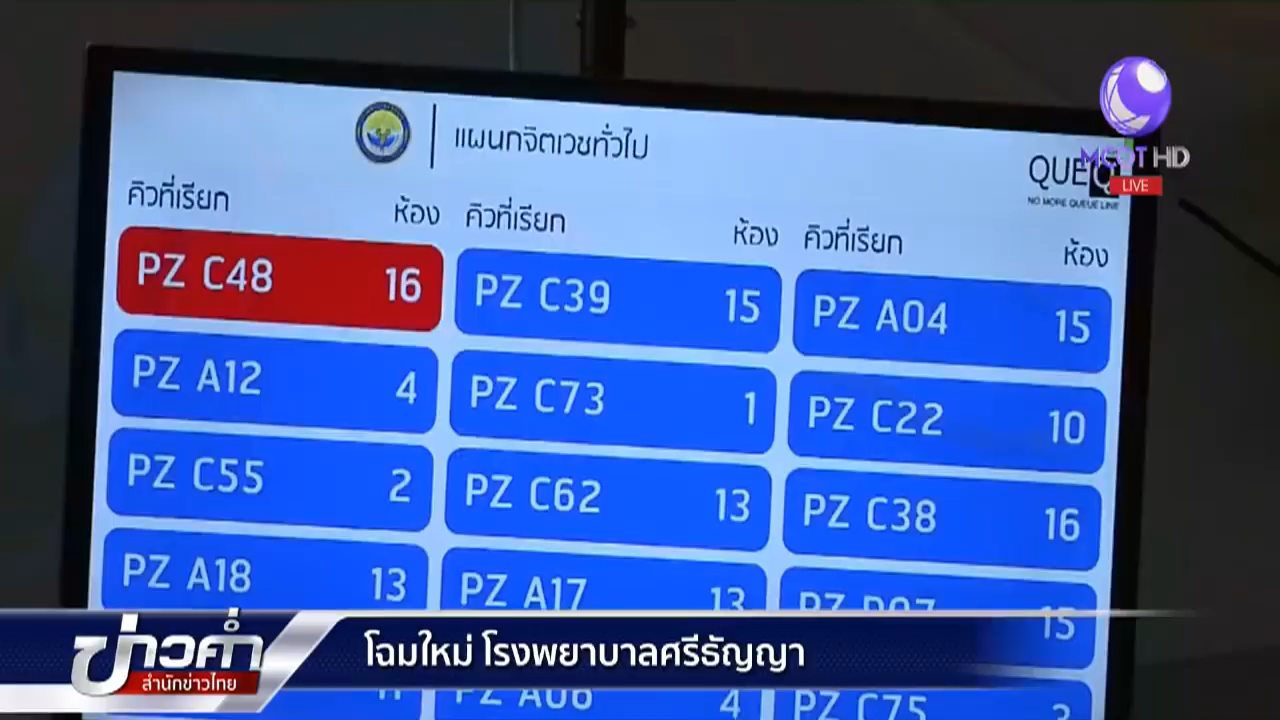 แผนกจิตเวชทั่วไป
QUEQ
NO MORE QUEUE LINE
MCOT HD
LIVE
คิวที่เรียก ห้อง คิวที่เรียก ห้อง คิวที่เรียก ห้อง
PZ C48 16 PZ C39 15 PZ A04 15
PZ A12 4 PZ C73 1 PZ C22 10
PZ C55 2 PZ C62 13 PZ C38 16
PZ A18 13 PZ A17 13 PZ 15
PZ A06 4 PZ C75 3
ข่าวค่ำ
สำนักข่าวไทย
โฉมใหม่ โรงพยาบาลศรีธัญญา